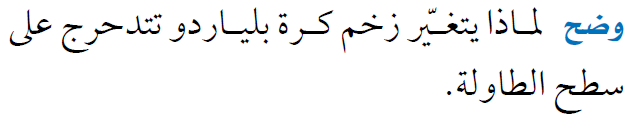 وضح لماذا يتغيّر زخم كرة بلياردو تتدحرج على
سطح الطاولة.